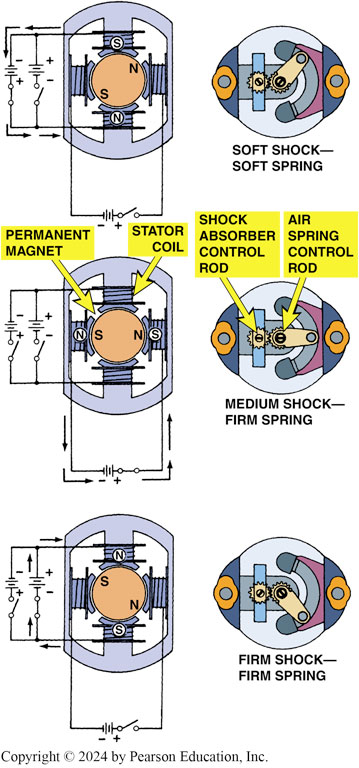 − + − +
S
N
S
N
− +
SOFT SHOCK—
SOFT SPRING
PERMANENT
MAGNET
STATOR
COIL
SHOCK
ABSORBER
CONTROL
ROD
AIR
SPRING
CONTROL
ROD
− + − +
N S N S
− +
MEDIUM SHOCK—
FIRM SPRING
− + + −
N
S
N
S
− +
FIRM SHOCK—
FIRM SPRING
Copyright © 2024 by Pearson Education, Inc.